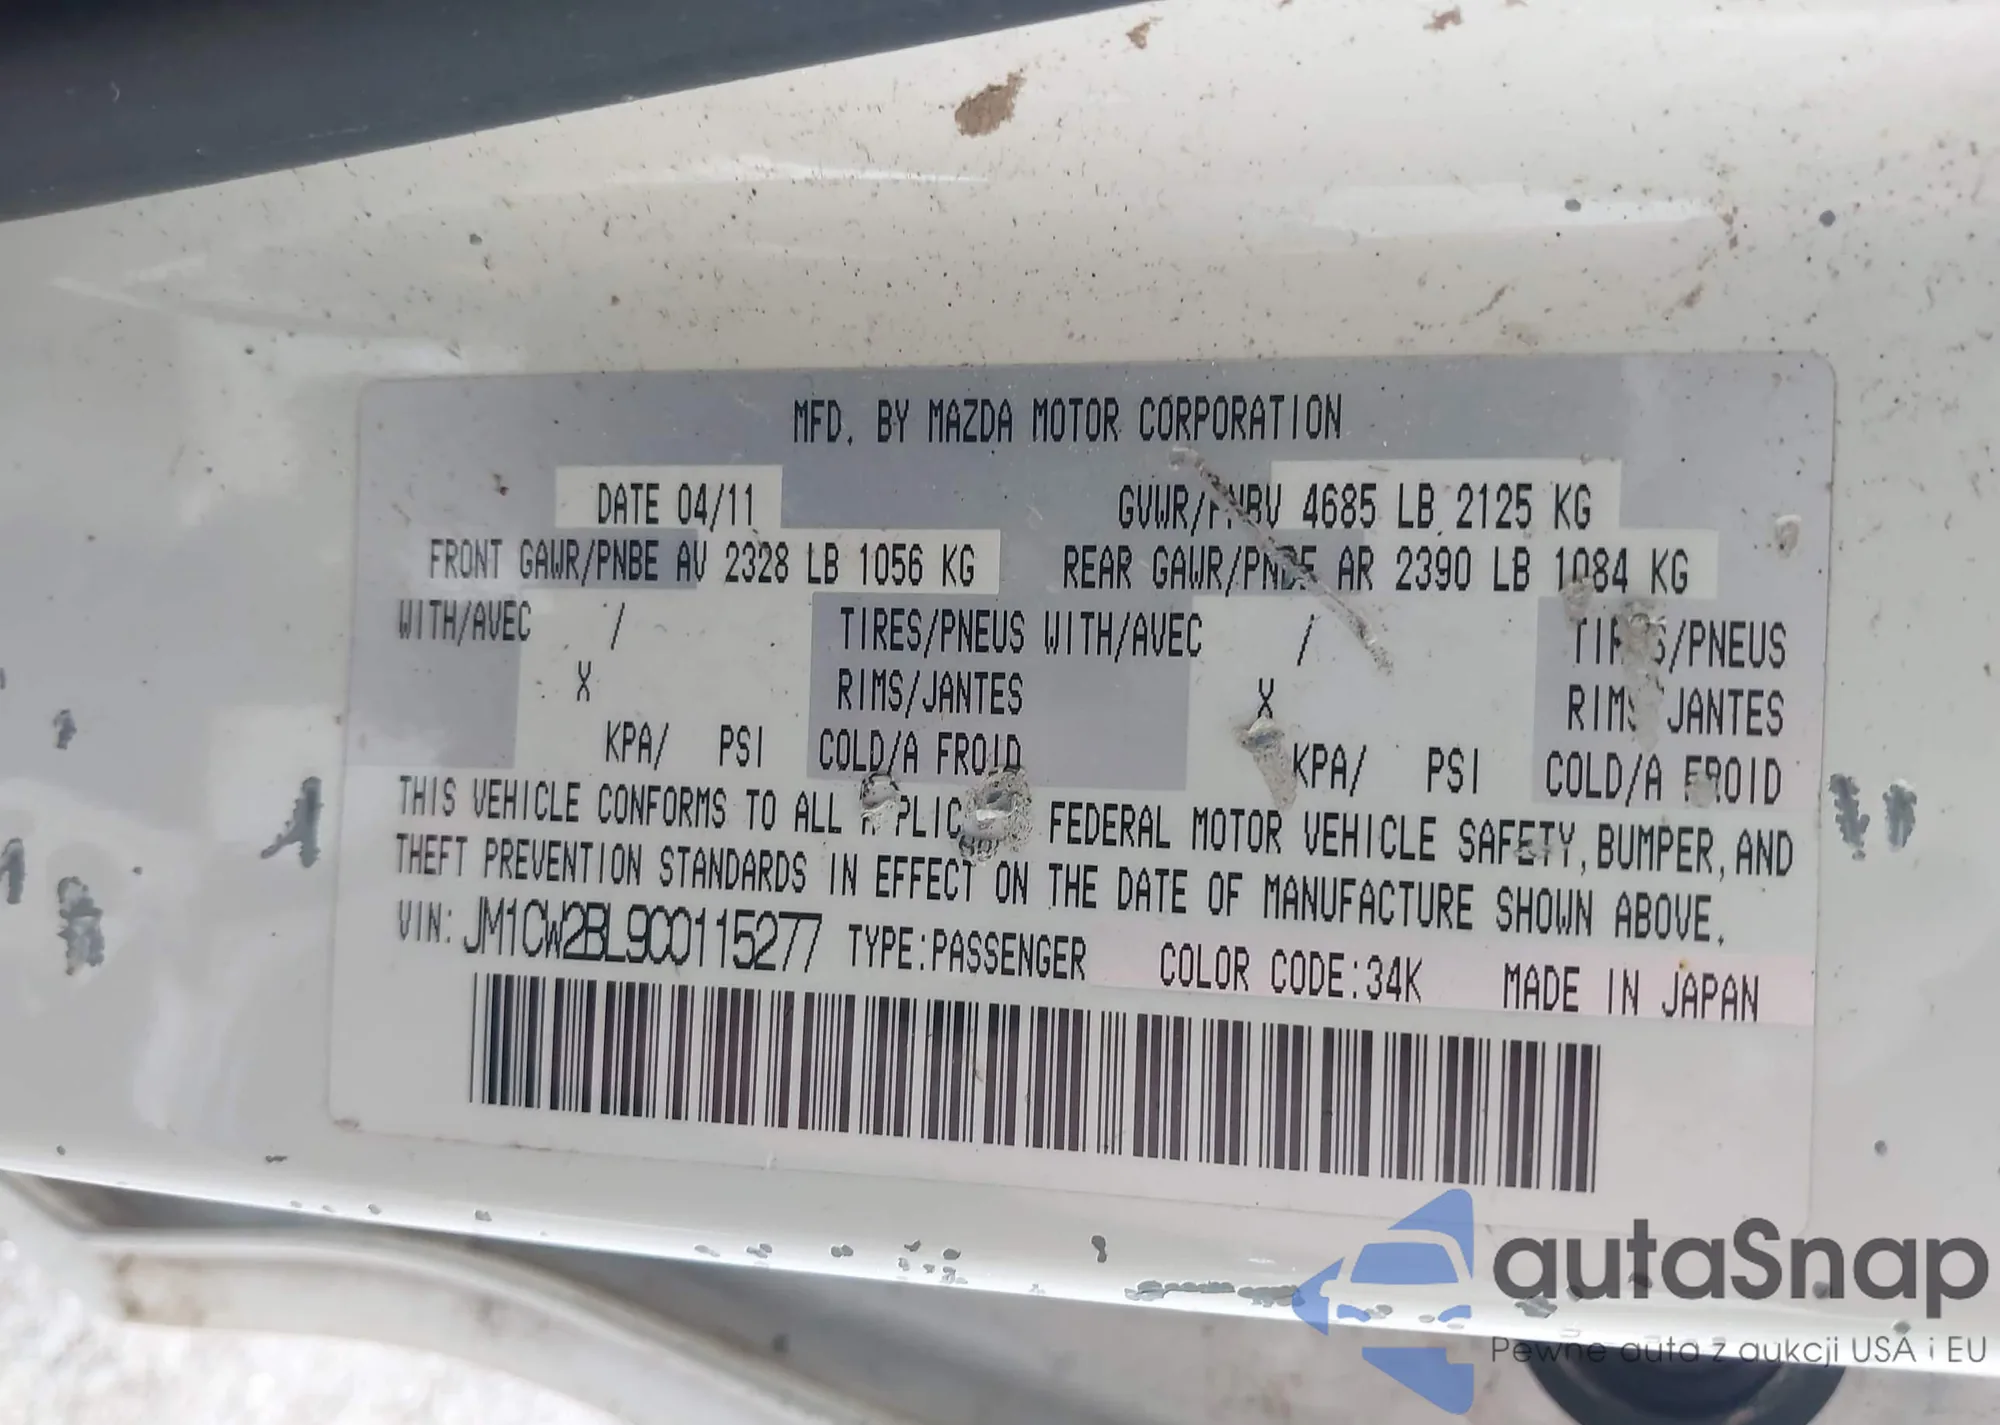 MFD. BY MAZDA MOTOR CORPORATION
DATE 04/11 GVWR/PNBV 4685 LB 2125 KG
FRONT GAWR/PNBE AV 2328 LB 1056 KG REAR GAWR/PNBE AR 2390 LB 1084 KG
WITH/AVEC / TIRES/PNEUS WITH/AVEC / TIRES/PNEUS
X RIMS/JANTES X RIMS/JANTES
KPA/ PSI COLD/A FROID KPA/ PSI COLD/A FROID
THIS VEHICLE CONFORMS TO ALL FEDERAL MOTOR VEHICLE SAFETY, BUMPER, AND
THEFT PREVENTION STANDARDS IN EFFECT ON THE DATE OF MANUFACTURE SHOWN ABOVE.
VIN: JM1CW2BL9C0115277 TYPE:PASSENGER COLOR CODE:34K MADE IN JAPAN
autaSnap
Pewne auta z aukcji USA i EU